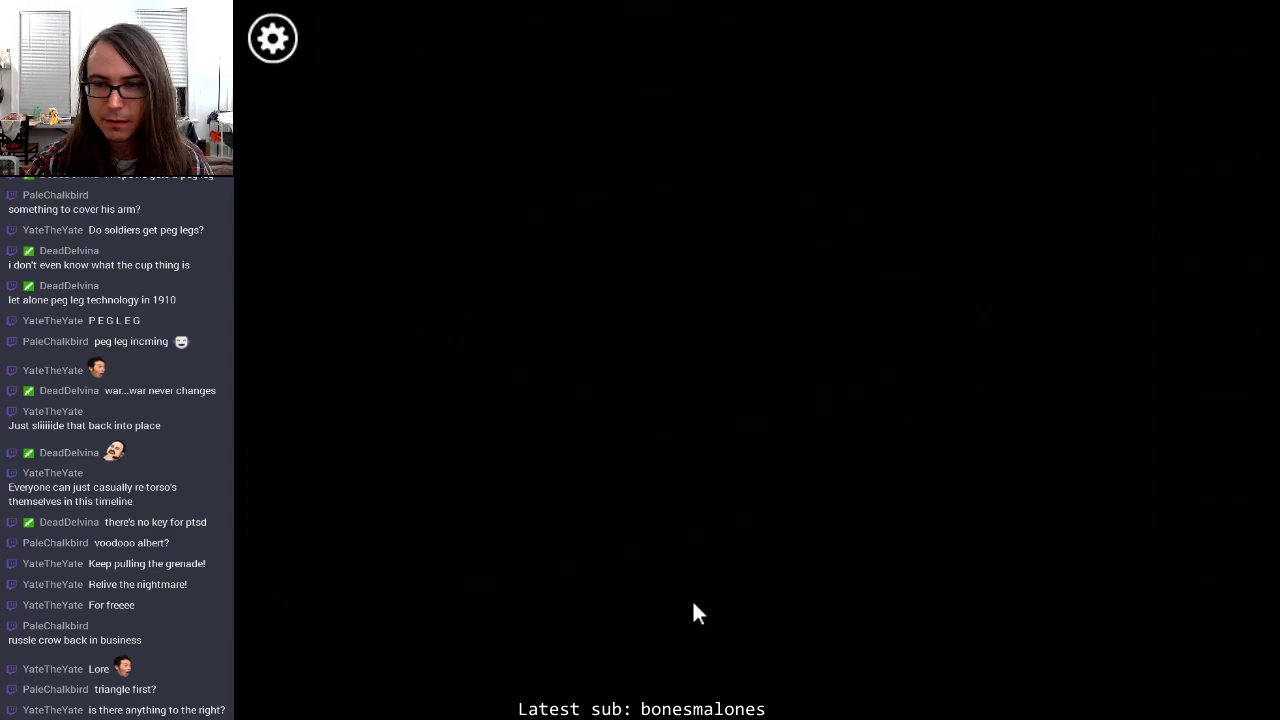 PaleChalkbird
something to cover his arm?
YateTheYate Do soldiers get peg legs?
DeadDelvina
i don't even know what the cup thing is
DeadDelvina
let alone peg leg technology in 1910
YateTheYate P E G L E G
PaleChalkbird peg leg incming
YateTheYate
DeadDelvina war...war never changes
YateTheYate
Just sliiiiide that back into place
DeadDelvina
YateTheYate
Everyone can just casually re-torso's
themselves in this timeline
DeadDelvina there's no key for ptsd
PaleChalkbird voodooo albert?
YateTheYate Keep pulling the grenade!
YateTheYate Relive the nightmare!
YateTheYate For freeee
PaleChalkbird
russle crow back in business
YateTheYate Lore
PaleChalkbird triangle first?
YateTheYate is there anything to the right?
Latest sub: bonesmalones